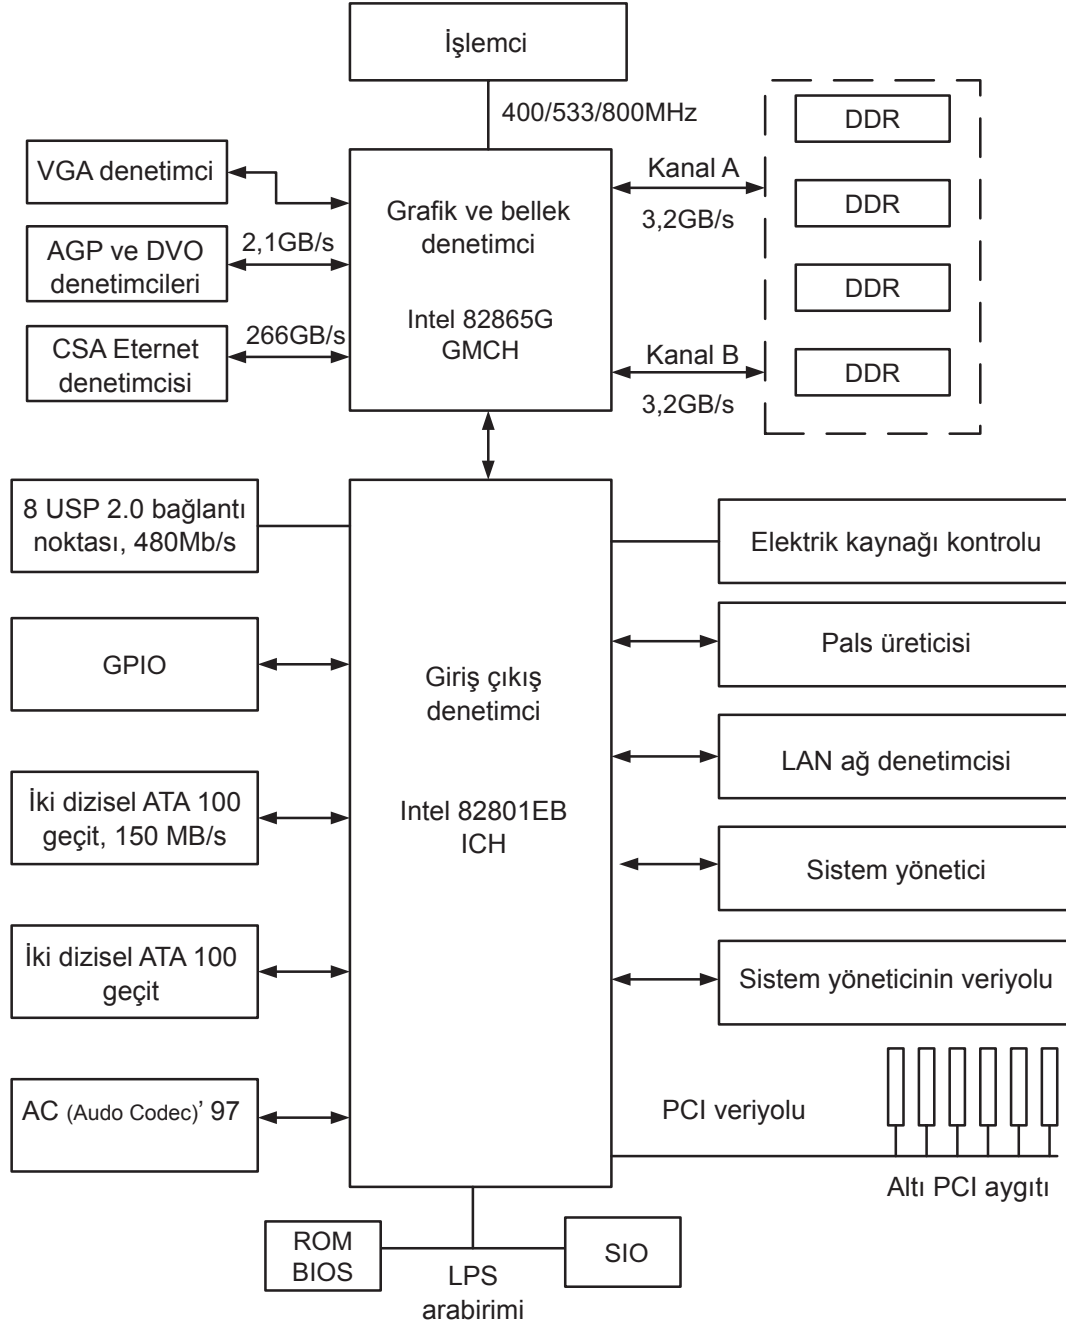 İşlemci
400/533/800MHz
VGA denetimci
AGP ve DVO
denetimcileri
2,1GB/s
CSA Eternet
denetimcisi
266GB/s
Grafik ve bellek
denetimci
Intel 82865G
GMCH
Kanal A
3,2GB/s
Kanal B
3,2GB/s
DDR
DDR
DDR
DDR
8 USP 2.0 bağlantı
noktası, 480Mb/s
GPIO
İki dizisel ATA 100
geçit, 150 MB/s
İki dizisel ATA 100
geçit
AC (Audo Codec)’ 97
Giriş çıkış
denetimci
Intel 82801EB
ICH
Elektrik kaynağı kontrolu
Pals üreticisi
LAN ağ denetimcisi
Sistem yönetici
Sistem yöneticinin veriyolu
PCI veriyolu
Altı PCI aygıtı
ROM
BIOS
SIO
LPS
arabirimi